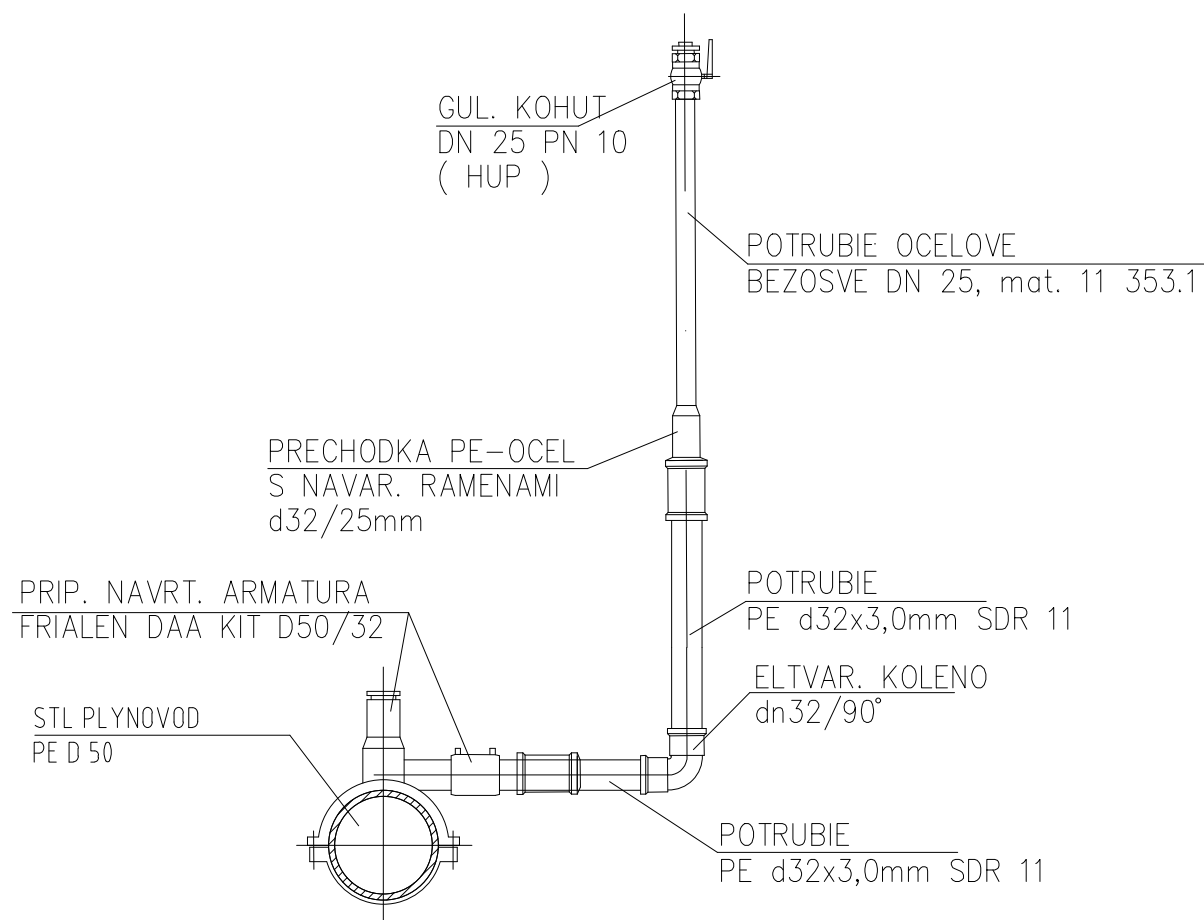 GUL. KOHUT
DN 25 PN 10
( HUP )
POTRUBIE OCELOVE
BEZOSVE DN 25, mat. 11 353.1
PRECHODKA PE-OCEL
S NAVAR. RAMENAMI
d32/25mm
PRIP. NAVRT. ARMATURA
FRIALEN DAA KIT D50/32
POTRUBIE
PE d32x3,0mm SDR 11
ELTVAR. KOLENO
dn32/90°
STL PLYNOVOD
PE D 50
POTRUBIE
PE d32x3,0mm SDR 11